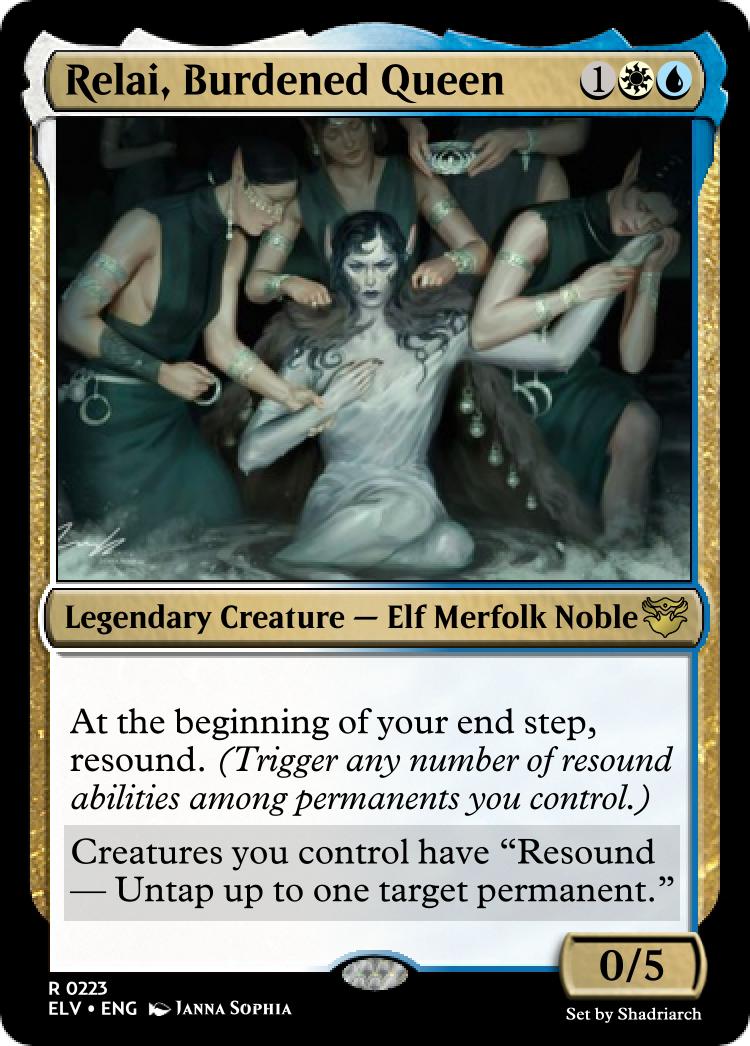 Relai, Burdened Queen 1
Legendary Creature — Elf Merfolk Noble
At the beginning of your end step,
resound. (Trigger any number of resound
abilities among permanents you control.)
Creatures you control have “Resound
— Untap up to one target permanent.”
0/5
R 0223
ELV • ENG Janna Sophia
Set by Shadriarch